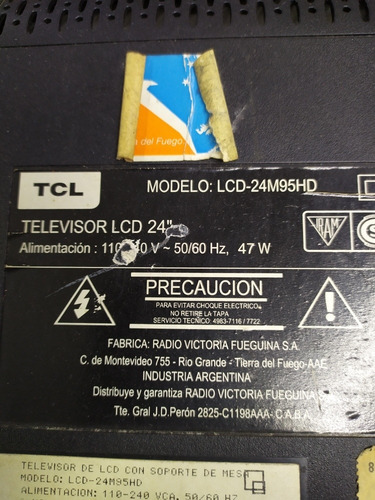 del Fuego
TCL
MODELO: LCD-24M95HD
TELEVISOR LCD 24"
Alimentación : 110-240 V ~ 50/60 Hz, 47 W
IRAM
S
PRECAUCION
PARA EVITAR CHOQUE ELECTRICO,
NO RETIRE LA TAPA
SERVICIO TECNICO: 4983-7116 / 7722
FABRICA: RADIO VICTORIA FUEGUINA S.A.
C. de Montevideo 755 - Rio Grande - Tierra del Fuego-AAE
INDUSTRIA ARGENTINA
Distribuye y garantiza RADIO VICTORIA FUEGUINA
Tte. Gral J.D.Perón 2825-C1198AAA- C.A.B.A.
TELEVISOR DE LCD CON SOPORTE DE MESA
MODELO: LCD-24M95HD
ALIMENTACION: 110-240 VCA, 50/60 HZ
8